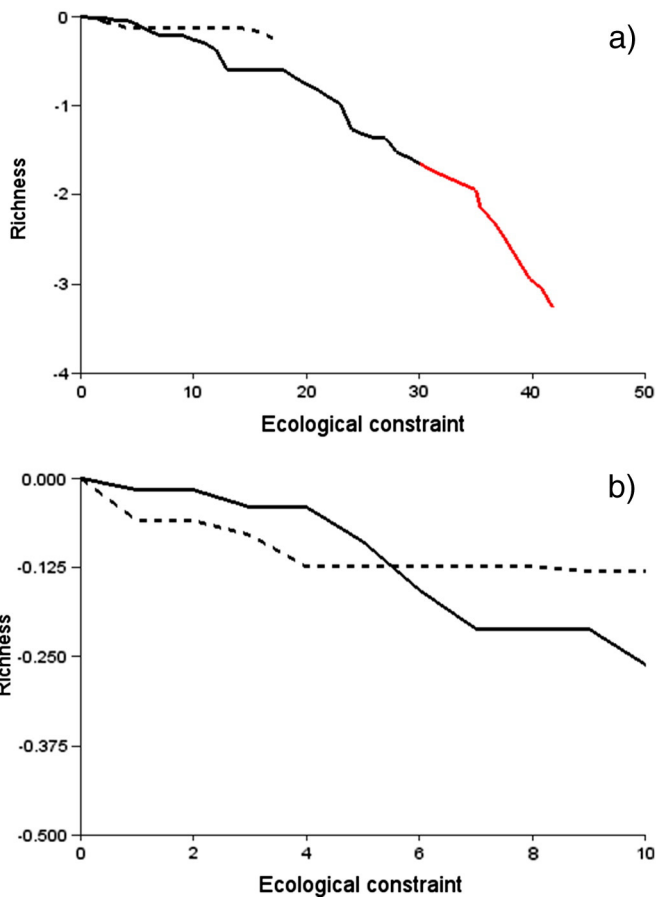 a)
0
-1
-2
-3
-4
Richness
0 10 20 30 40 50
Ecological constraint
b)
0.000
-0.125
-0.250
-0.375
-0.500
Richness
0 2 4 6 8 10
Ecological constraint